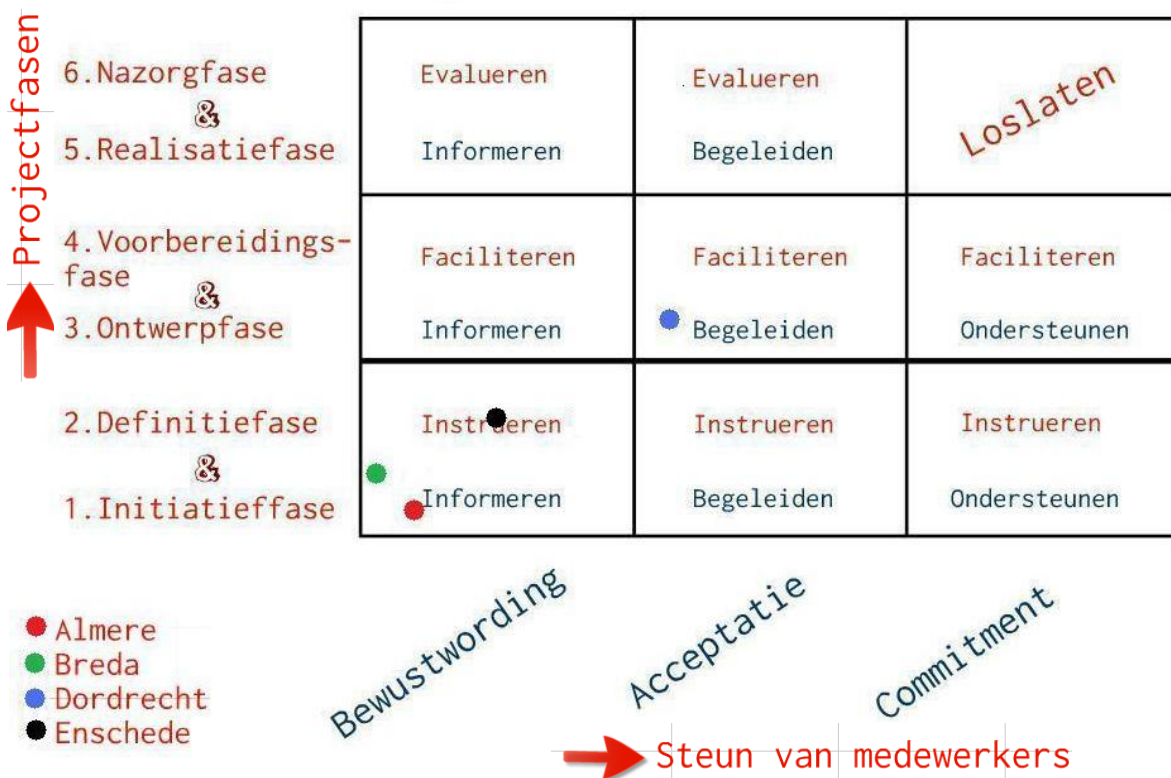 Projectfasen
6.Nazorgfase
&
5.Realisatiefase
Evalueren
Informeren
Evalueren
Begeleiden
Loslaten
4.Voorbereidings-
fase
&
3.Ontwerpfase
Faciliteren
Informeren
Faciliteren
Begeleiden
Faciliteren
Ondersteunen
2.Definitiefase
&
1.Initiatieffase
Instrueren
Informeren
Instrueren
Begeleiden
Instrueren
Ondersteunen
Bewustwording
Acceptatie
Commitment
Almere
Breda
Dordrecht
Enschede
Steun van medewerkers